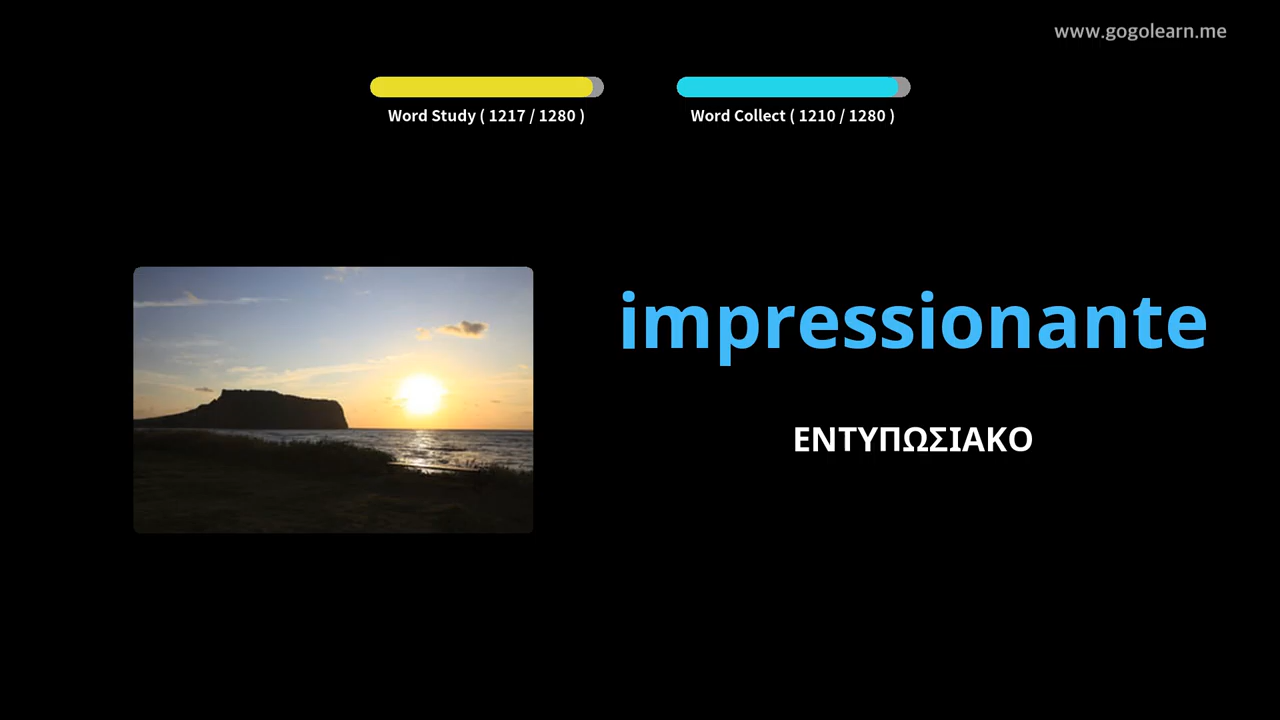 www.gogolearn.me
Word Study ( 1217 / 1280 )
Word Collect ( 1210 / 1280 )
impressionante
ΕΝΤΥΠΩΣΙΑΚΟ